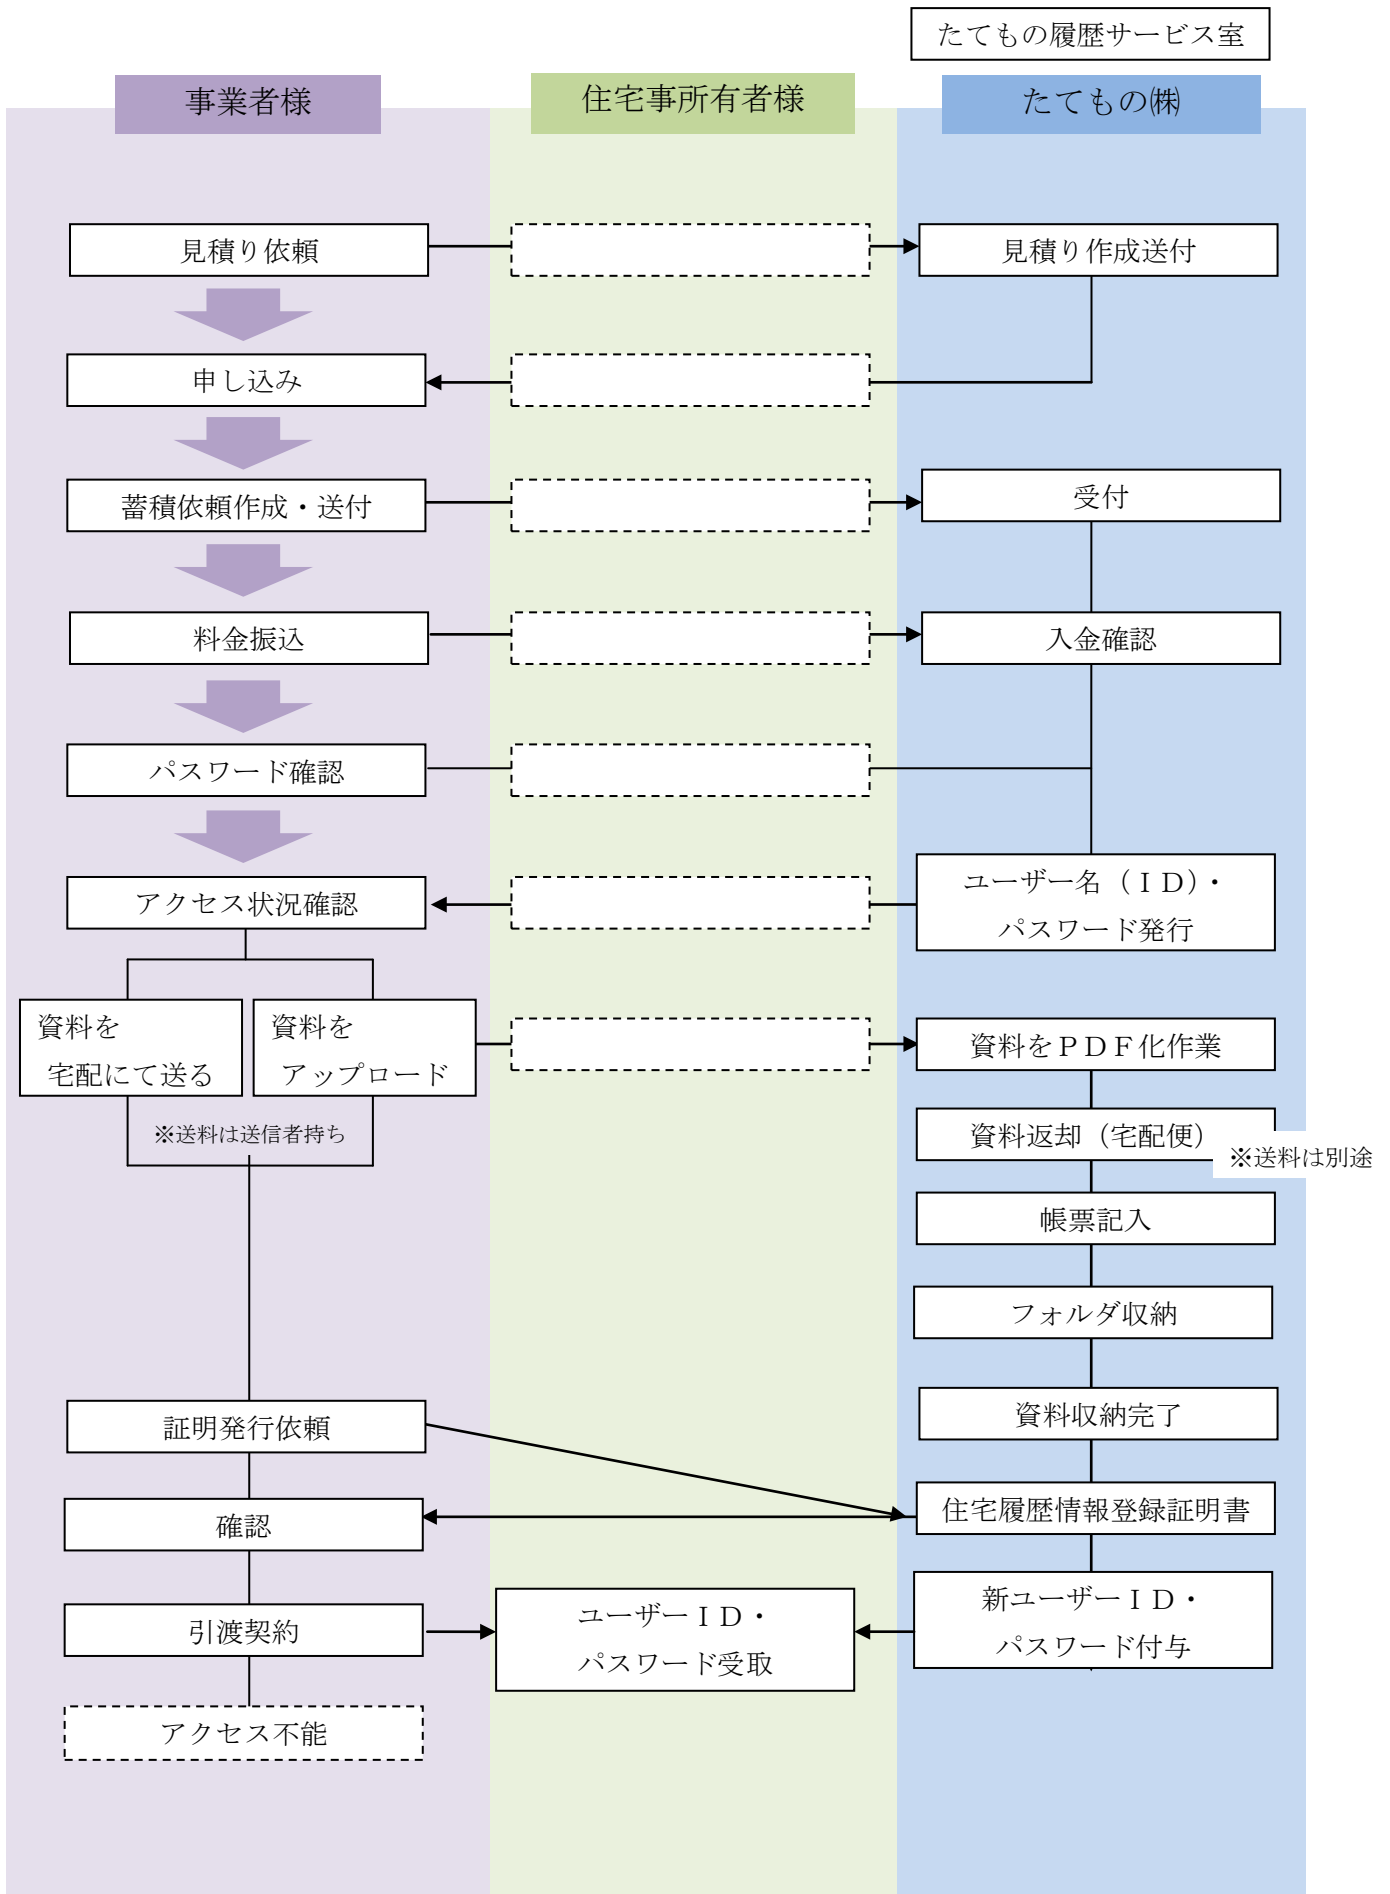 たてもの履歴サービス室
事業者様
住宅事所有者様
たてもの㈱
見積り依頼
見積り作成送付
申し込み
蓄積依頼作成・送付
受付
料金振込
入金確認
パスワード確認
アクセス状況確認
ユーザー名（ＩＤ）・
パスワード発行
資料を
宅配にて送る
資料を
アップロード
資料をＰＤＦ化作業
※送料は送信者持ち
資料返却（宅配便）
※送料は別途
帳票記入
フォルダ収納
資料収納完了
証明発行依頼
住宅履歴情報登録証明書
確認
引渡契約
ユーザーＩＤ・
パスワード受取
新ユーザーＩＤ・
パスワード付与
アクセス不能